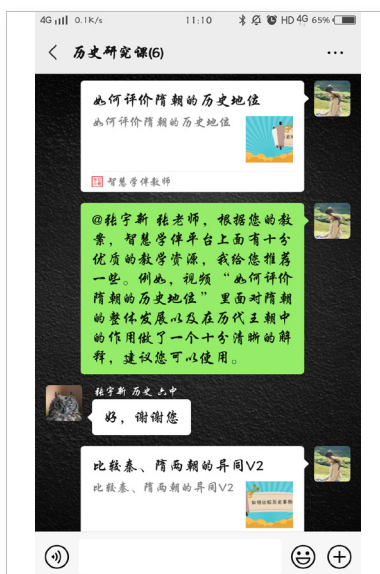 4G 0.1K/s 11:10 HD 4G 65%
历史研究课(6)
如何评价隋朝的历史地位
如何评价隋朝的历史地位
智慧学伴教师
@张宇新 张老师，根据您的教
案，智慧学伴平台上面有十分
优质的教学资源，我给您推荐
一些。例如，视频“如何评价
隋朝的历史地位”里面对隋朝
的整体发展以及在历代王朝中
的作用做了一个十分清晰的解
释，建议您可以使用。
张宇新 历史 六中
好，谢谢您
比较秦、隋两朝的异同V2
比较秦、隋两朝的异同V2